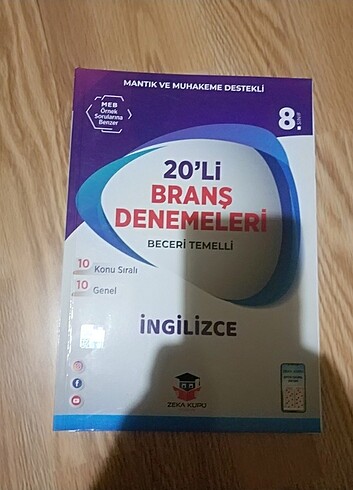 MANTIK VE MUHAKEME DESTEKLİ
MEB
Örnek
Sorularına
Benzer
8.
SINIF
20'Li
BRANŞ
DENEMELERİ
BECERİ TEMELLİ
10 Konu Sıralı
10 Genel
İNGİLİZCE
ZEKA KÜPÜ